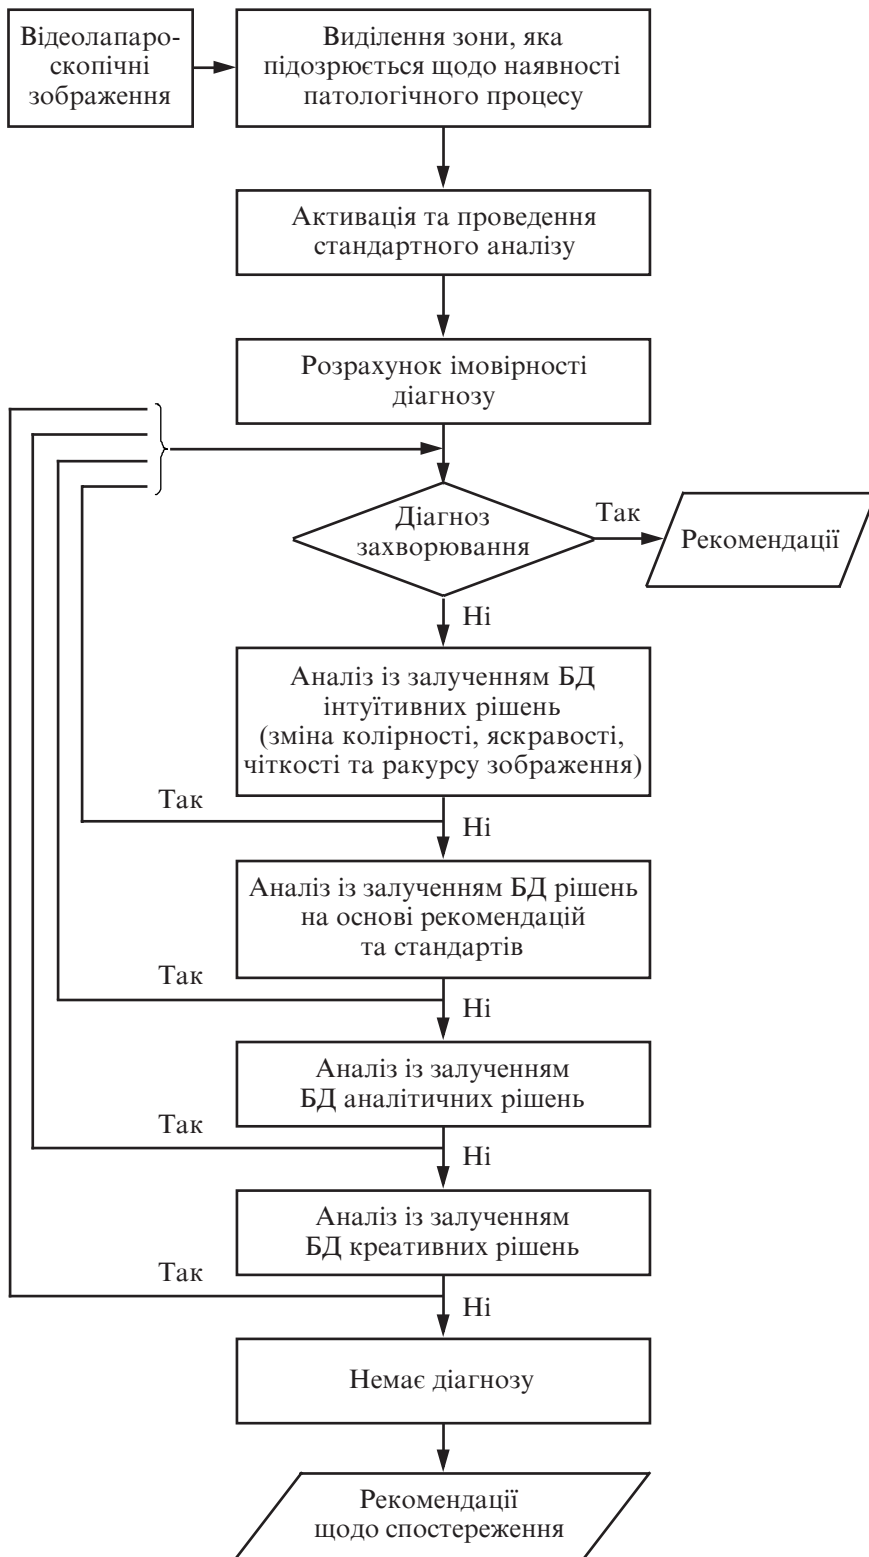 Відеолапаро-
скопічні
зображення
Виділення зони, яка
підозрюється щодо наявності
патологічного процесу
Активація та проведення
стандартного аналізу
Розрахунок імовірності
діагнозу
Діагноз
захворювання
Так
Рекомендації
Ні
Аналіз із залученням БД
інтуїтивних рішень
(зміна колірності, яскравості,
чіткості та ракурсу зображення)
Так
Ні
Аналіз із залученням БД рішень
на основі рекомендацій
та стандартів
Так
Ні
Аналіз із залученням
БД аналітичних рішень
Так
Ні
Аналіз із залученням
БД креативних рішень
Так
Ні
Немає діагнозу
Рекомендації
щодо спостереження